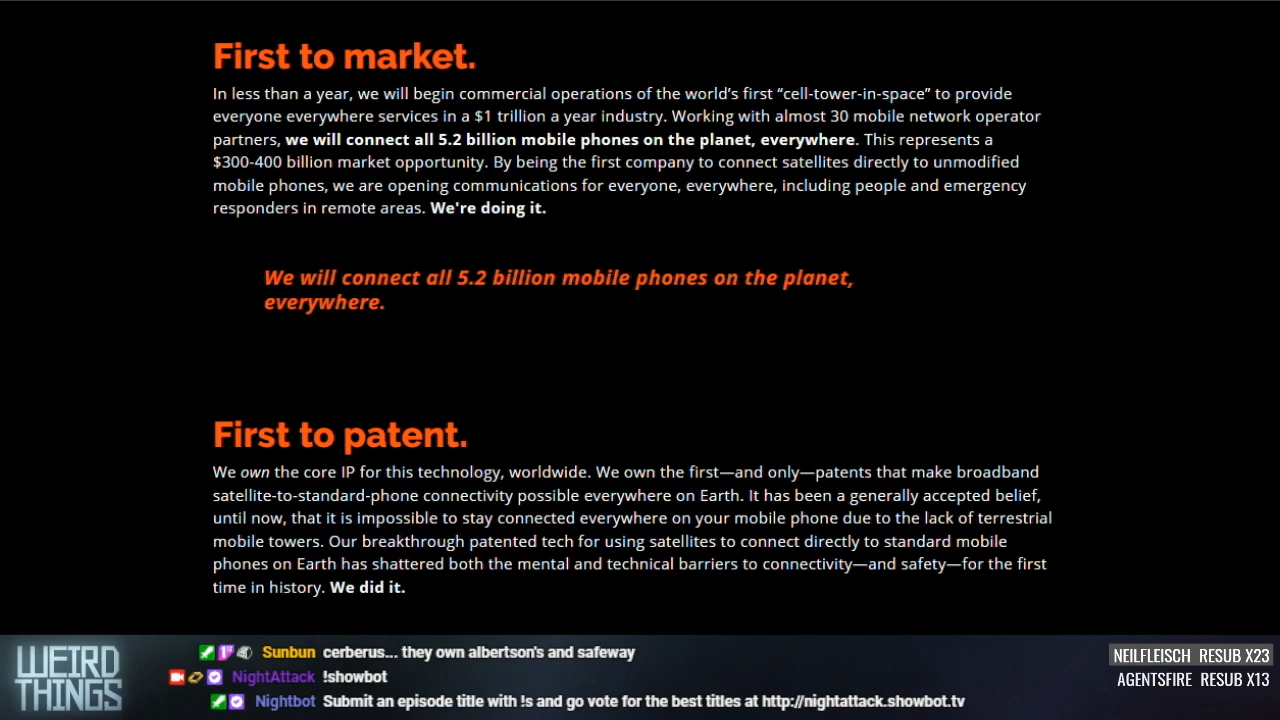 First to market.
In less than a year, we will begin commercial operations of the world's first “cell-tower-in-space” to provide
everyone everywhere services in a $1 trillion a year industry. Working with almost 30 mobile network operator
partners, we will connect all 5.2 billion mobile phones on the planet, everywhere. This represents a
$300-400 billion market opportunity. By being the first company to connect satellites directly to unmodified
mobile phones, we are opening communications for everyone, everywhere, including people and emergency
responders in remote areas. We're doing it.
We will connect all 5.2 billion mobile phones on the planet,
everywhere.
First to patent.
We own the core IP for this technology, worldwide. We own the first—and only—patents that make broadband
satellite-to-standard-phone connectivity possible everywhere on Earth. It has been a generally accepted belief,
until now, that it is impossible to stay connected everywhere on your mobile phone due to the lack of terrestrial
mobile towers. Our breakthrough patented tech for using satellites to connect directly to standard mobile
phones on Earth has shattered both the mental and technical barriers to connectivity—and safety—for the first
time in history. We did it.
WEIRD
THINGS
Sunbun cerberus... they own albertson's and safeway
NightAttack !showbot
Nightbot Submit an episode title with !s and go vote for the best titles at http://nightattack.showbot.tv
NEILFLEISCH RESUB X23
AGENTSFIRE RESUB X13